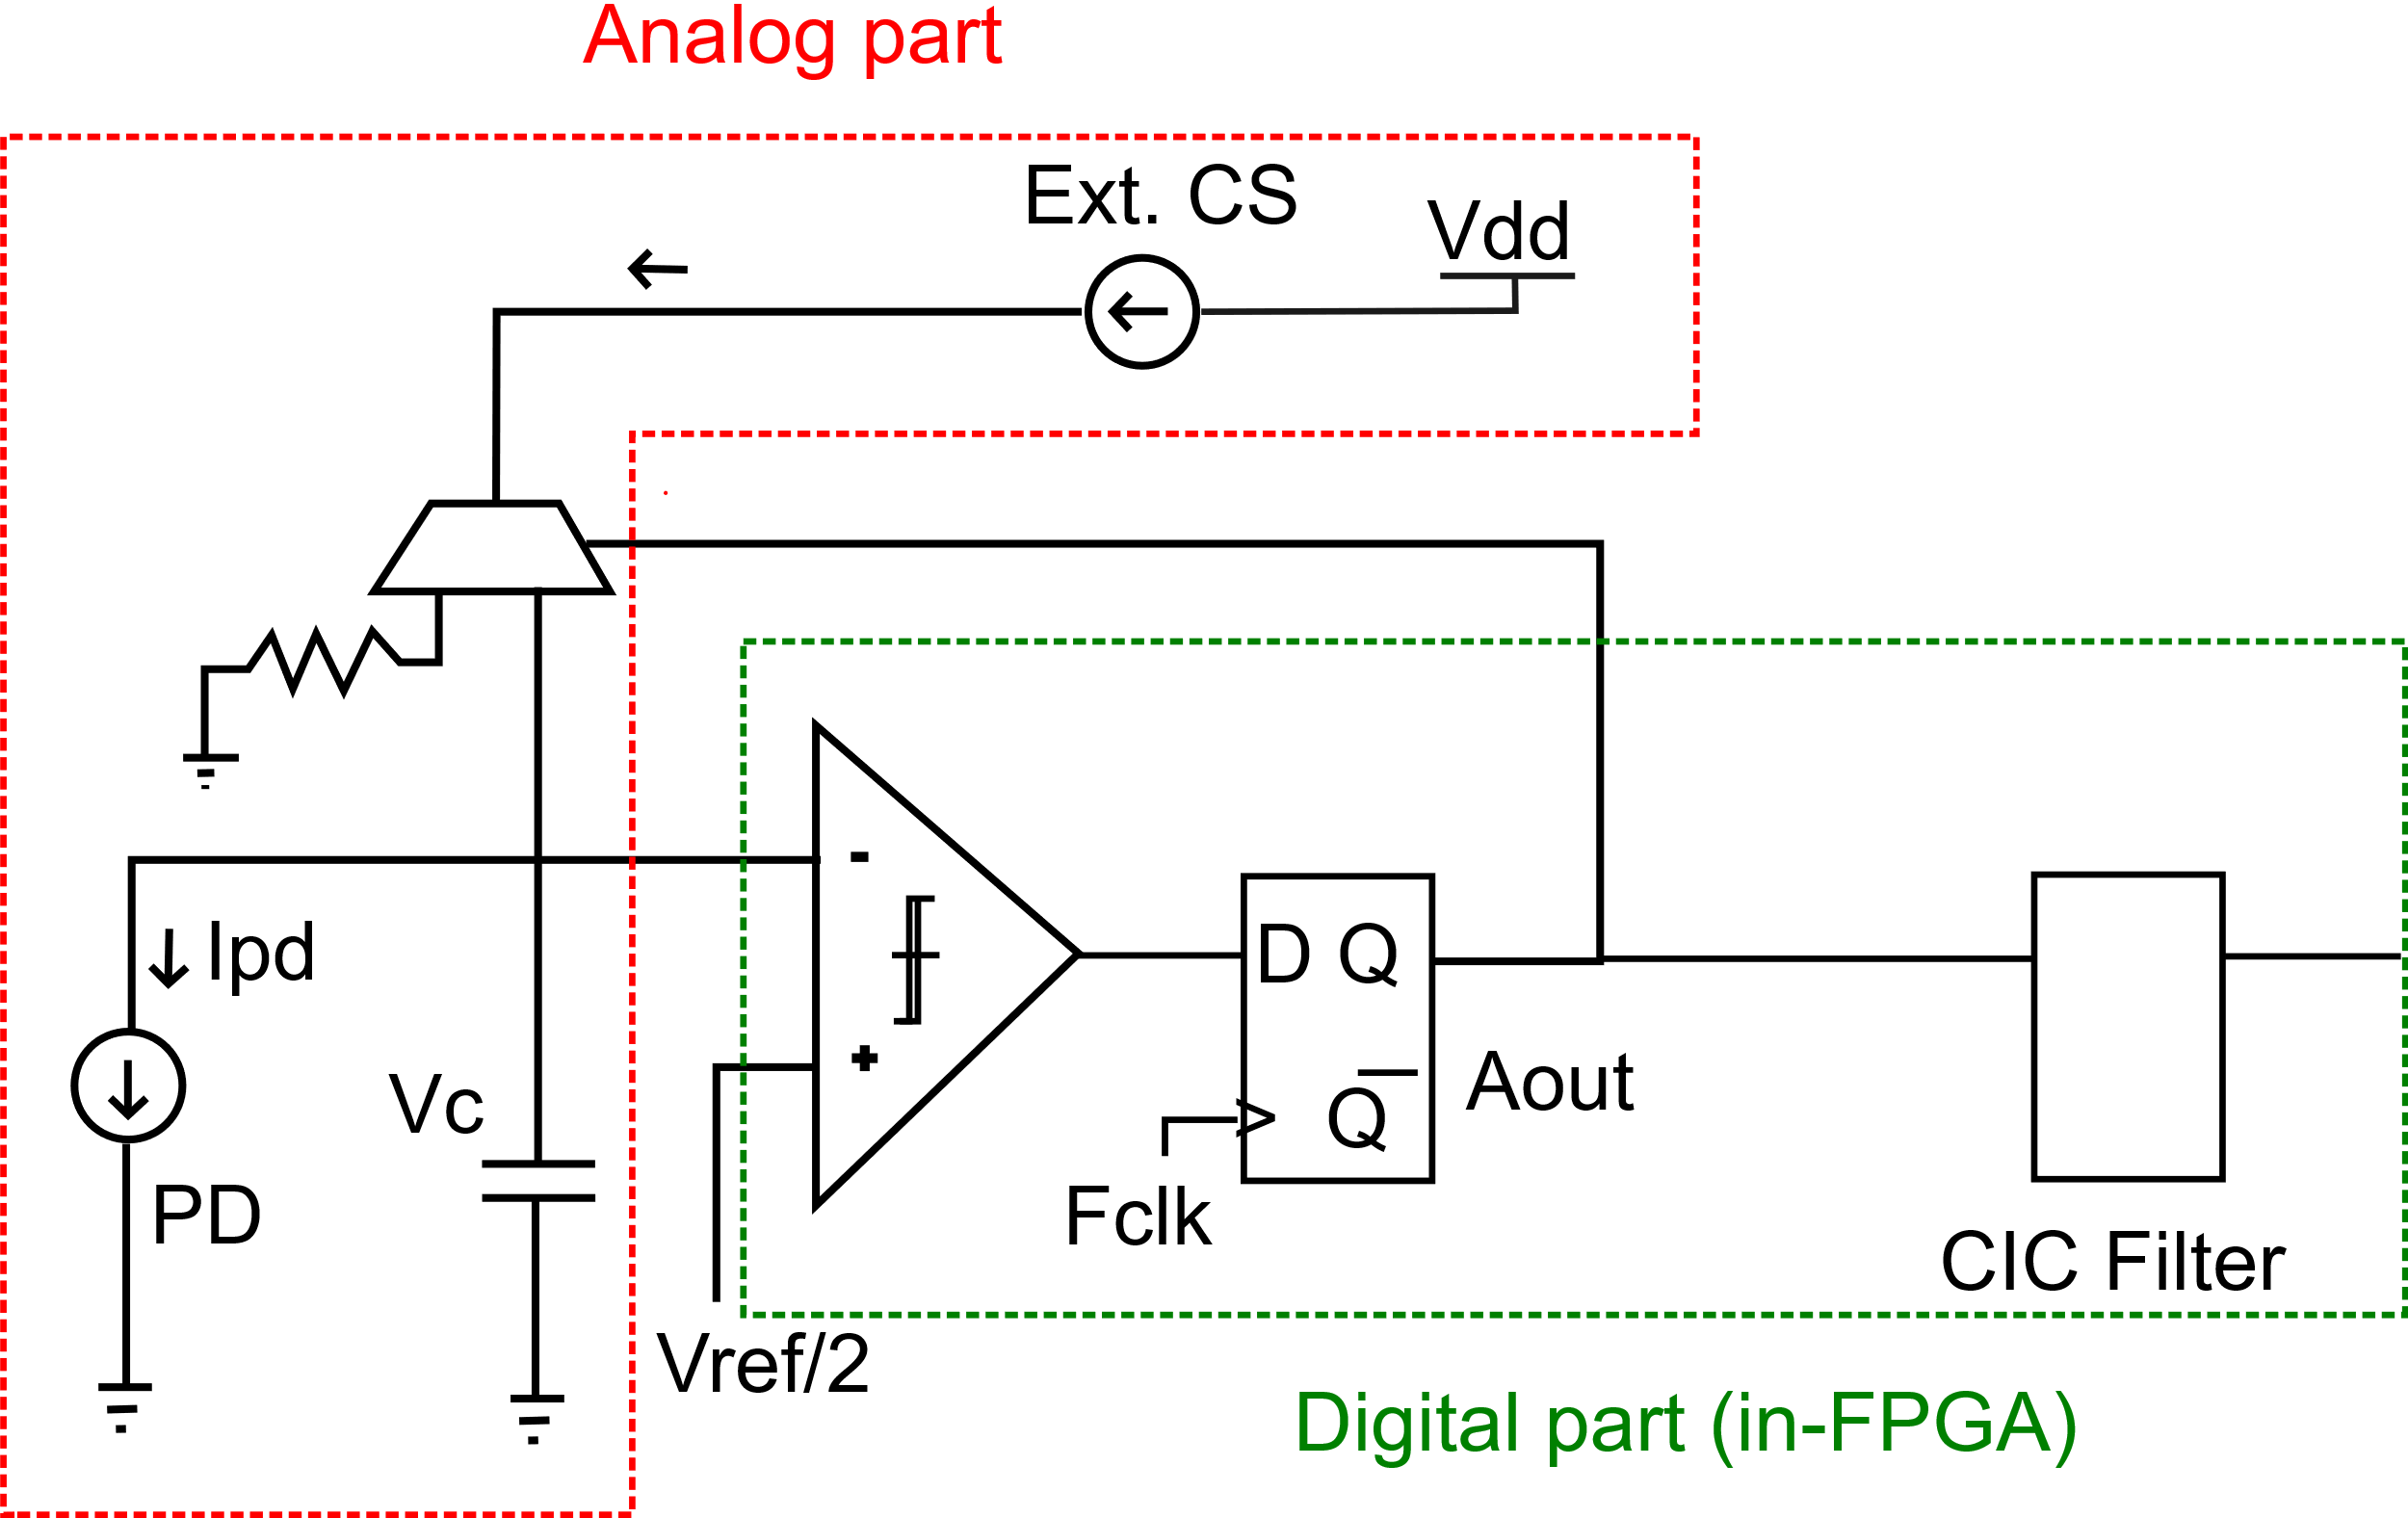 Analog part
Ext. CS
Vdd
-
Ipd
D Q
+
Aout
Vc
Q
>
PD
Fclk
CIC Filter
Vref/2
Digital part (in-FPGA)